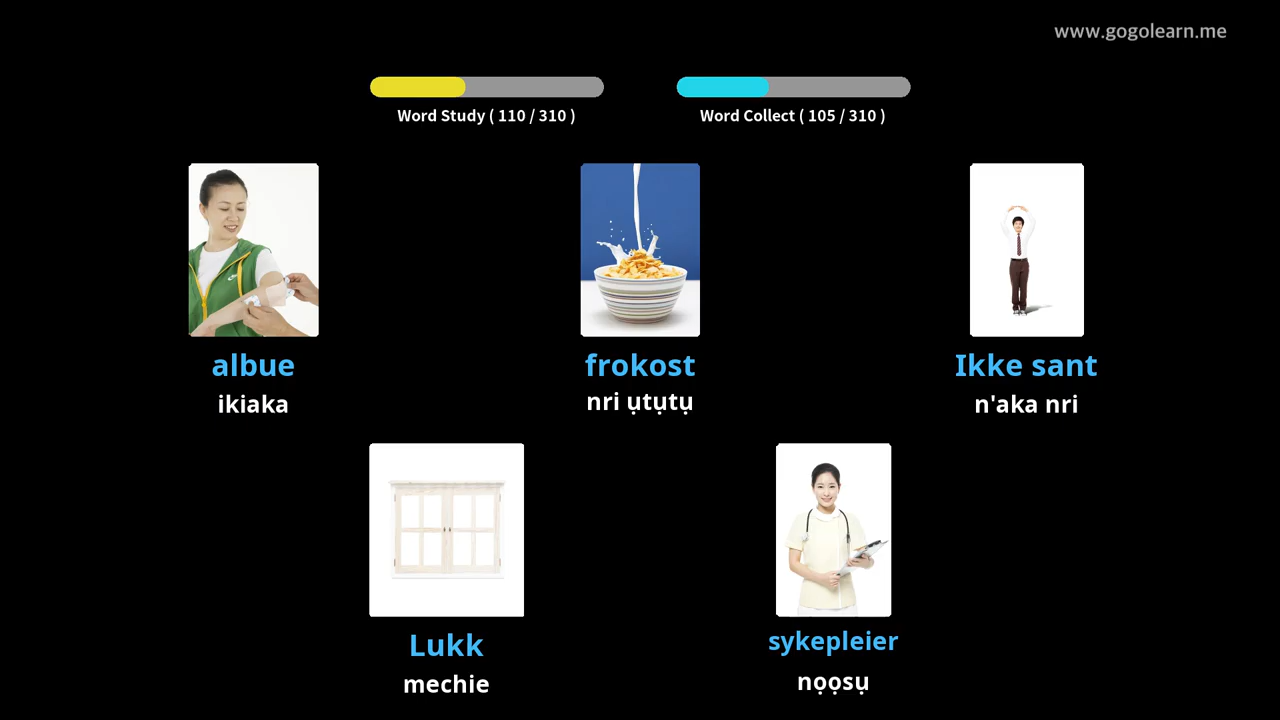 www.gogolearn.me
Word Study ( 110 / 310 )
Word Collect ( 105 / 310 )
albue
ikiaka
frokost
nri ụtụtụ
Ikke sant
n'aka nri
Lukk
mechie
sykepleier
nọọsụ